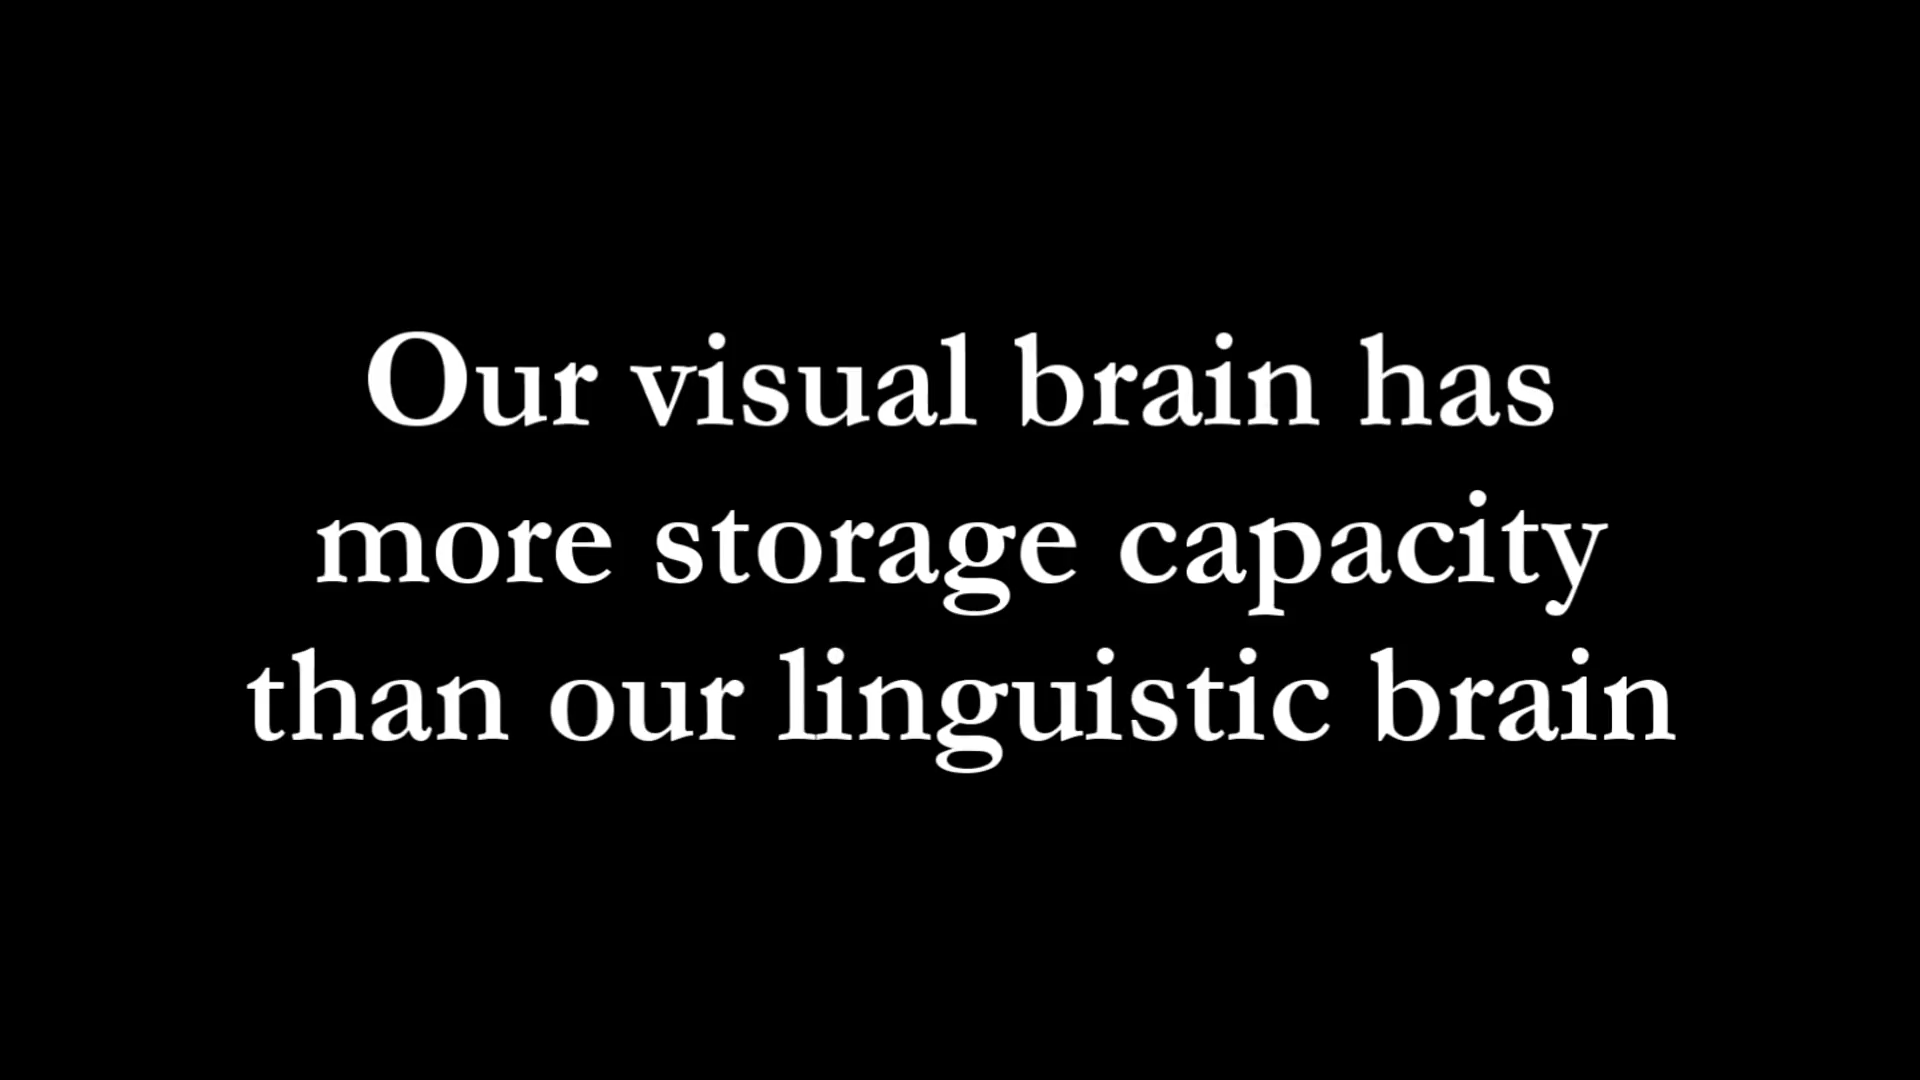 Our visual brain has
more storage capacity
than our linguistic brain